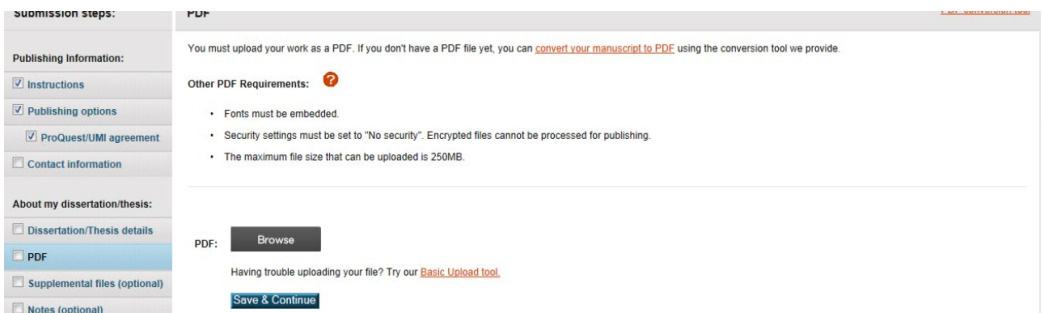 Submission steps:
PDF
PDF conversion tool
Publishing Information:
Instructions
Publishing options
ProQuest/UMI agreement
Contact information
About my dissertation/thesis:
Dissertation/Thesis details
PDF
Supplemental files (optional)
Notes (optional)
You must upload your work as a PDF. If you don't have a PDF file yet, you can convert your manuscript to PDF using the conversion tool we provide.
Other PDF Requirements: ?
• Fonts must be embedded.
• Security settings must be set to "No security". Encrypted files cannot be processed for publishing.
• The maximum file size that can be uploaded is 250MB.
PDF: Browse
Having trouble uploading your file? Try our Basic Upload tool.
Save & Continue